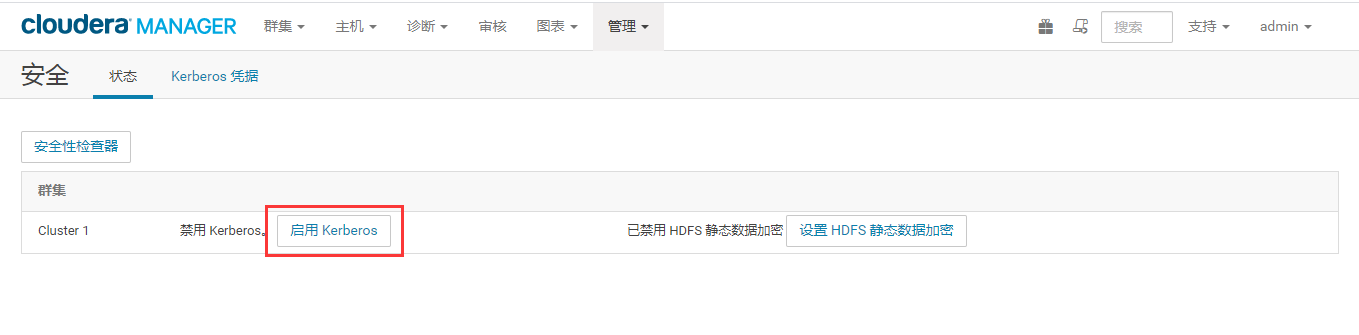 cloudera MANAGER 群集 主机 诊断 审核 图表 管理 搜索 支持 admin
安全 状态 Kerberos 凭据
安全性检查器
群集
Cluster 1 禁用 Kerberos。 启用 Kerberos 已禁用 HDFS 静态数据加密 设置 HDFS 静态数据加密